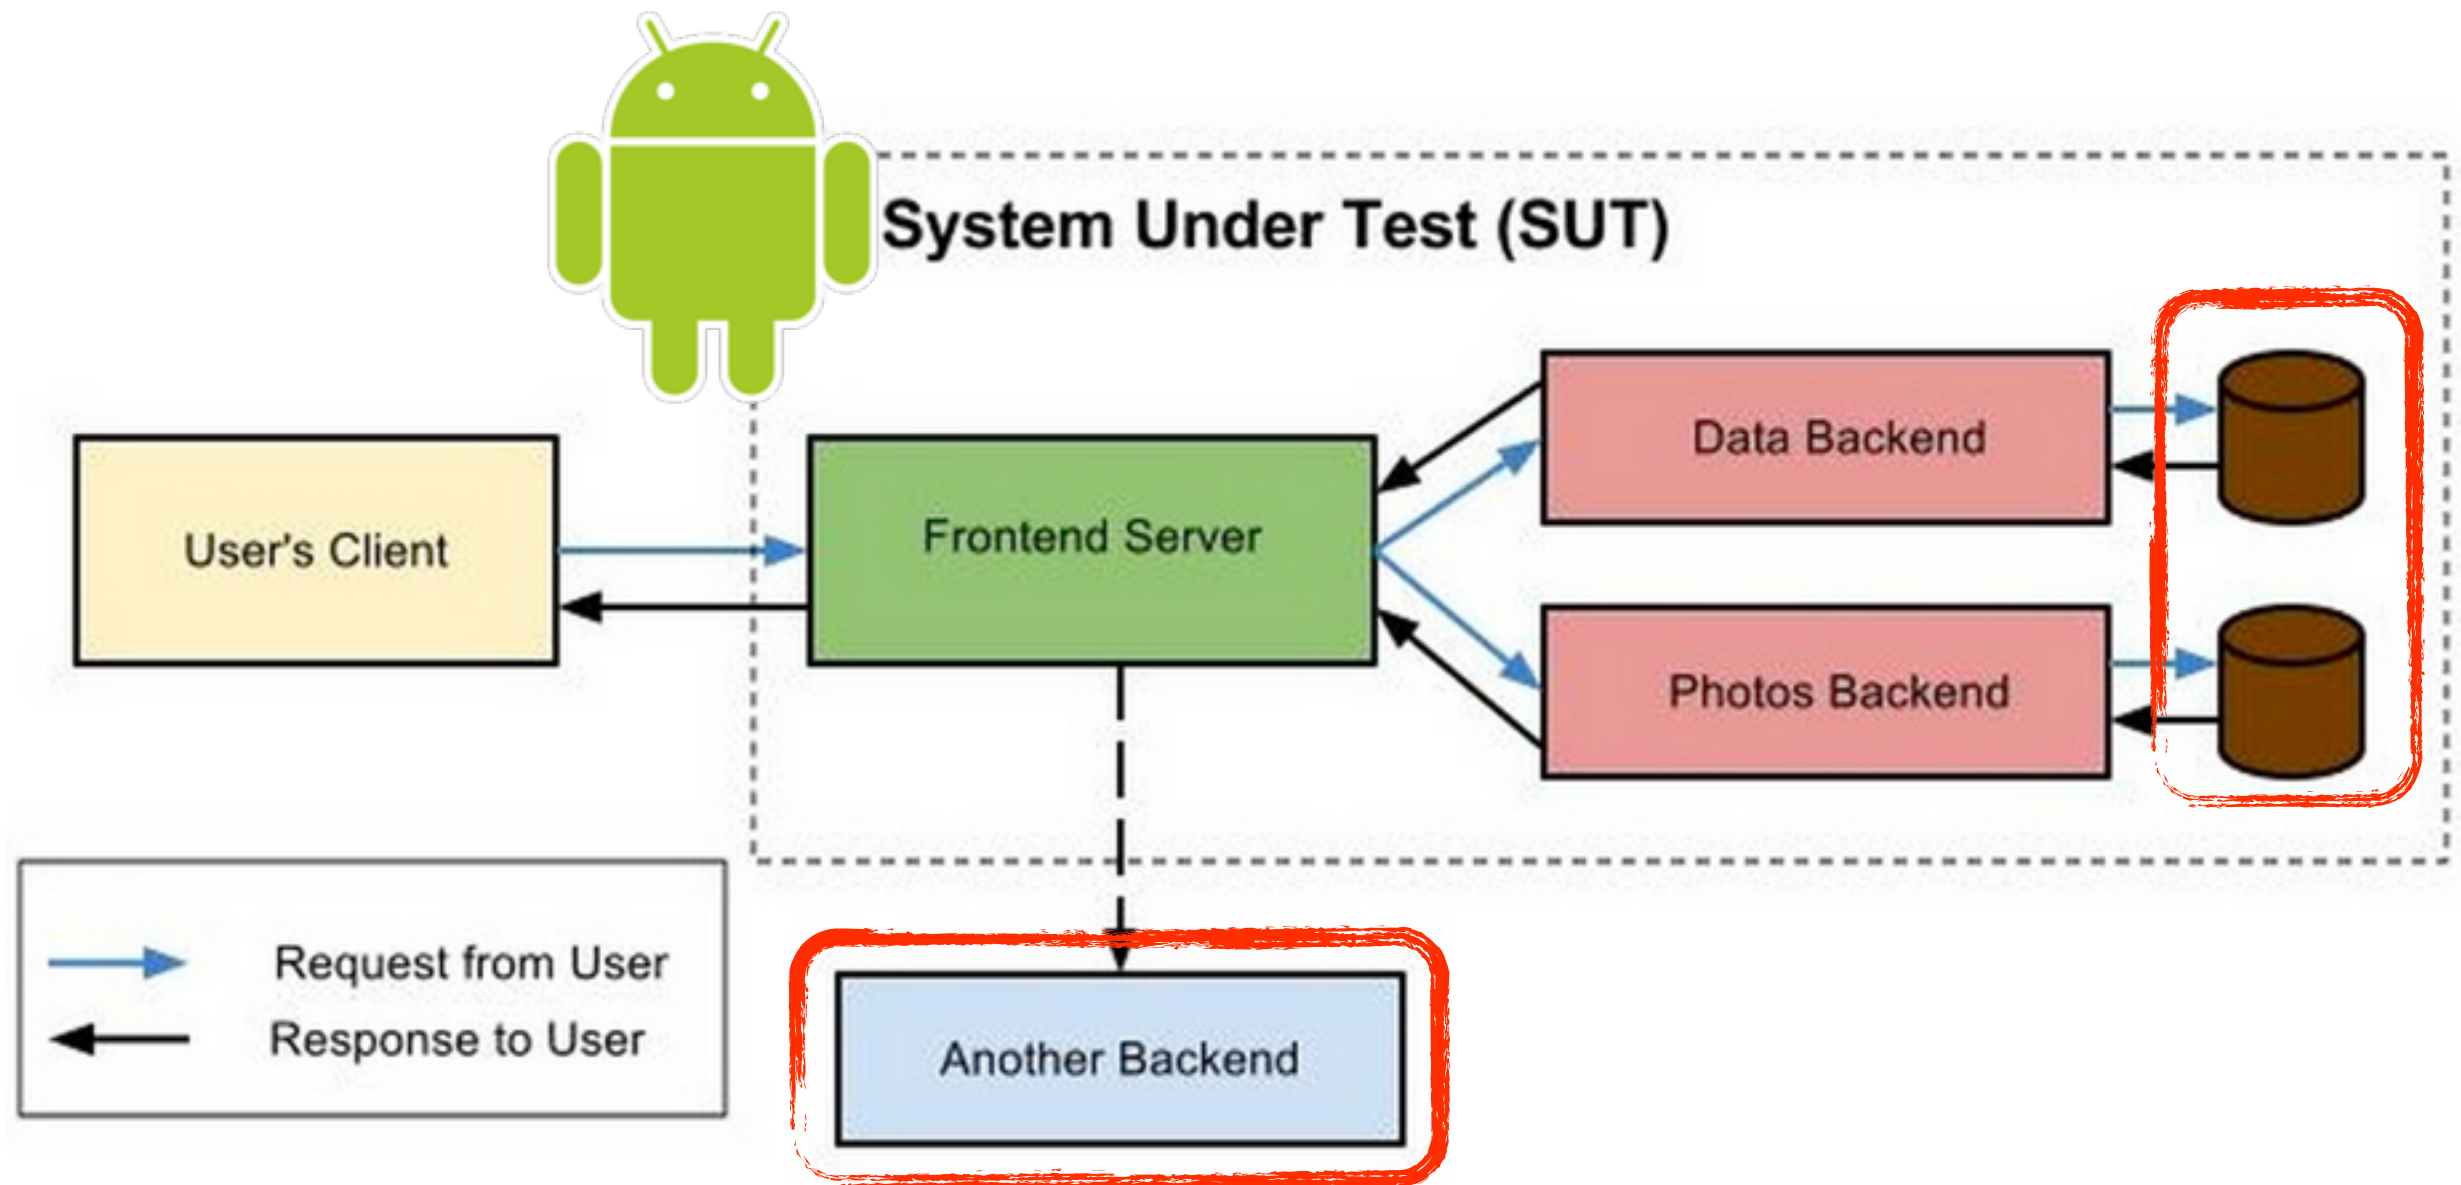 System Under Test (SUT)
Data Backend
User's Client
Frontend Server
Photos Backend
Request from User
Response to User
Another Backend